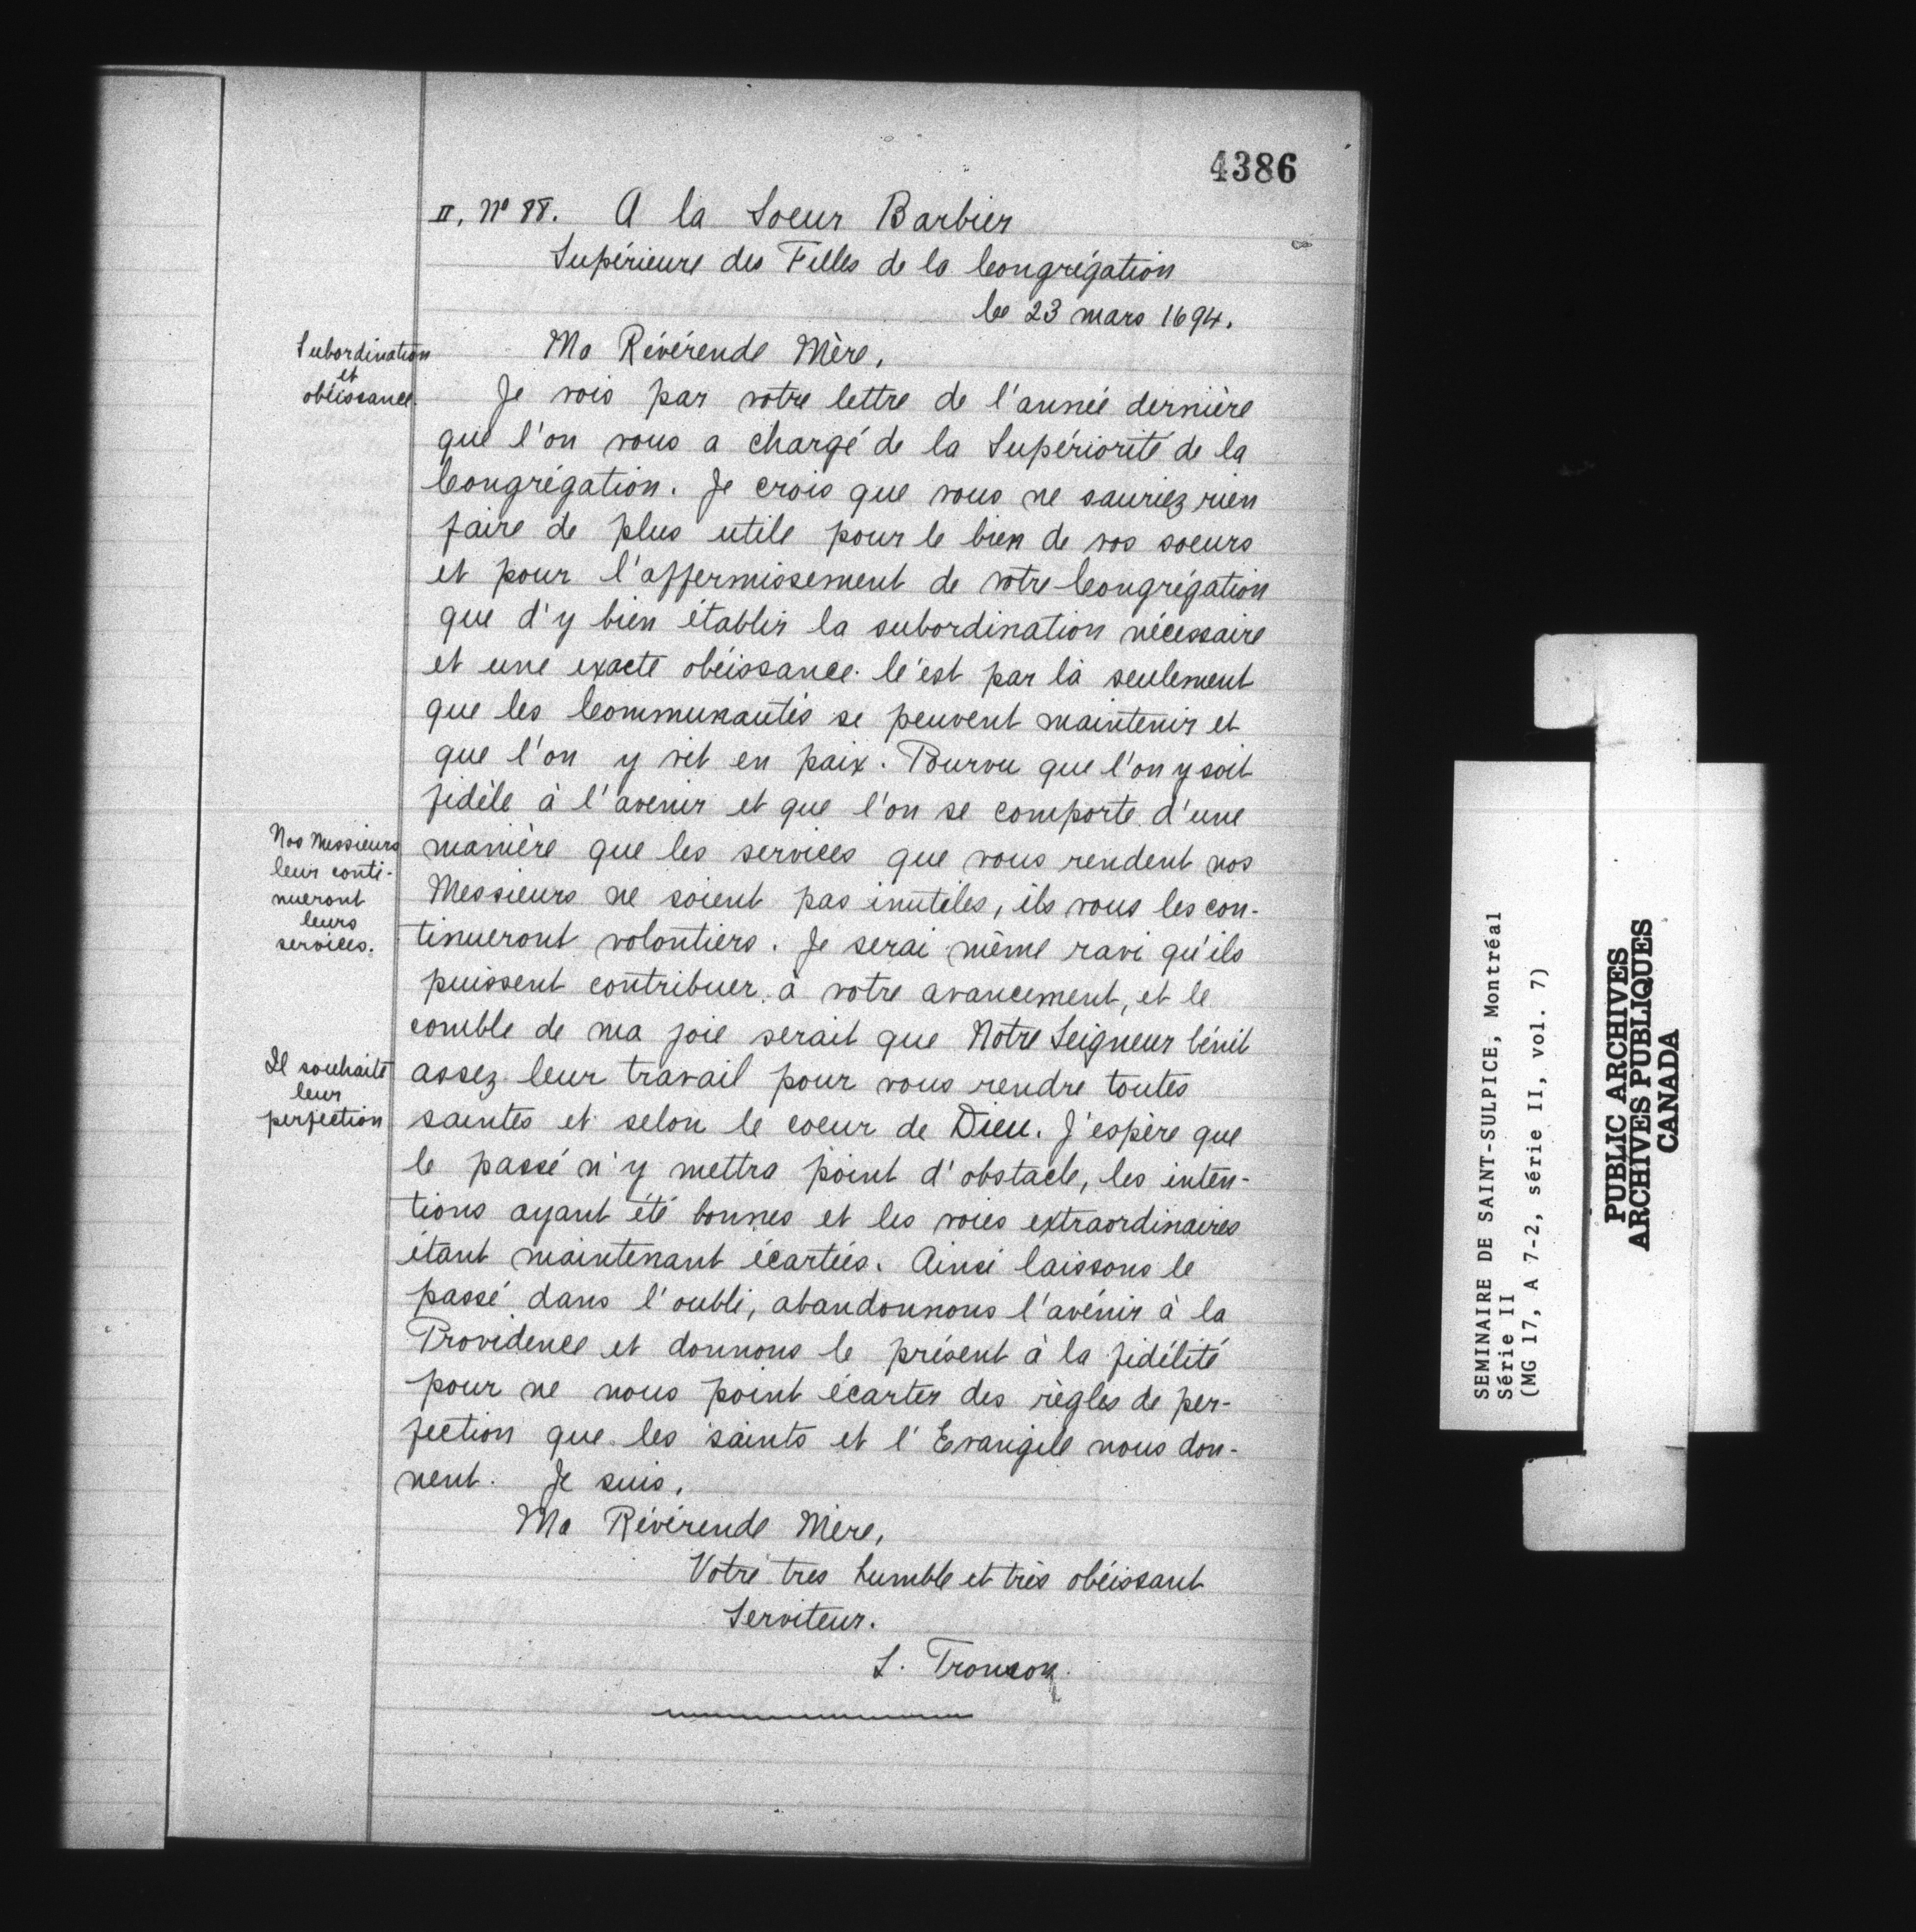 4386
II, No 88. A la Soeur Barbier
Supérieure des Filles de la Congrégation
le 23 mars 1694.
Subordination
et
obéissance.
Ma Révérende Mère,
Je vois par votre lettre de l'année dernière
que l'on vous a chargé de la Supériorité de la
Congrégation. Je crois que vous ne sauriez rien
faire de plus utile pour le bien de vos soeurs
et pour l'affermissement de votre Congrégation
que d'y bien établir la subordination nécessaire
et une exacte obéissance. C'est par là seulement
que les Communautés se peuvent maintenir et
que l'on y vit en paix. Pourvu que l'on y soit
fidèle à l'avenir et que l'on se comporte d'une
Nos Messieurs
leur conti-
nueront
leurs
services.
manière que les services que vous rendent nos
Messieurs ne soient pas inutiles, ils vous les con-
tinueront volontiers. Je serai même ravi qu'ils
puissent contribuer à votre avancement, et le
comble de ma joie serait que Notre Seigneur bénit
Il souhaite
leur
perfection
assez leur travail pour vous rendre toutes
saintes et selon le coeur de Dieu. J'espère que
le passé n'y mettra point d'obstacle, les inten-
tions ayant été bonnes et les voies extraordinaires
étant maintenant écartées. Ainsi laissons le
passé dans l'oubli, abandonnons l'avénir à la
Providence et donnons le présent à la fidélité
pour ne nous point écarter des règles de per-
fection que les saints et l'Evangile nous don-
nent. Je suis,
Ma Révérende Mère,
Votre tres humble et très obéissant
Serviteur.
L. Tronson
SEMINAIRE DE SAINT-SULPICE, Montréal
Série II
(MG 17, A 7-2, série II, vol. 7)
PUBLIC ARCHIVES
ARCHIVES PUBLIQUES
CANADA